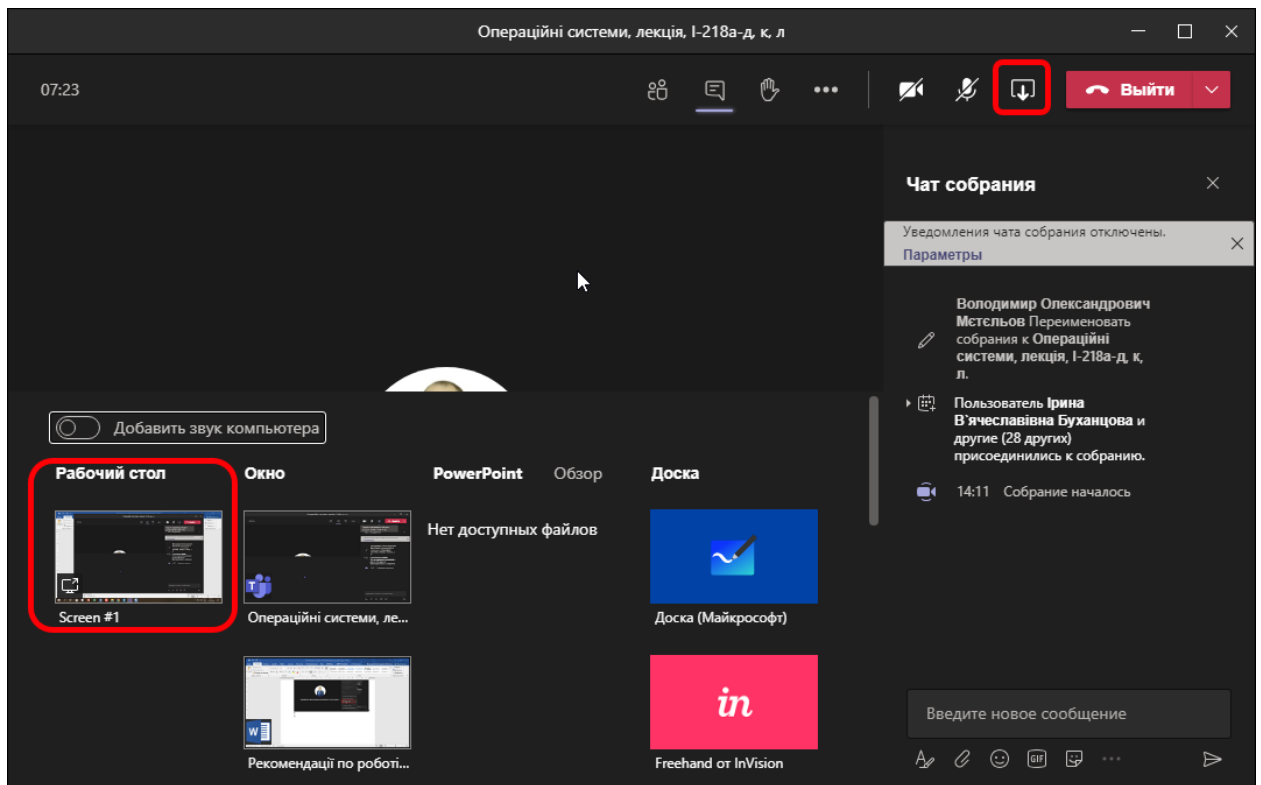 Операційні системи, лекція, І-218а-д, к, л
07:23
Выйти
Чат собрания
Уведомления чата собрания отключены.
Параметры
Володимир Олександрович
Мєтєльов Переименовать
собрания к Операційні
системи, лекція, І-218а-д, к,
л.
Пользователь Ірина
В`ячеславівна Буханцова и
другие (28 других)
присоединились к собранию.
14:11 Собрание началось
Добавить звук компьютера
Рабочий стол
Окно
PowerPoint
Обзор
Доска
Нет доступных файлов
Screen #1
Операційні системи, ле...
Доска (Майкрософт)
in
W
Рекомендації по роботі...
Freehand от InVision
Введите новое сообщение
GIF